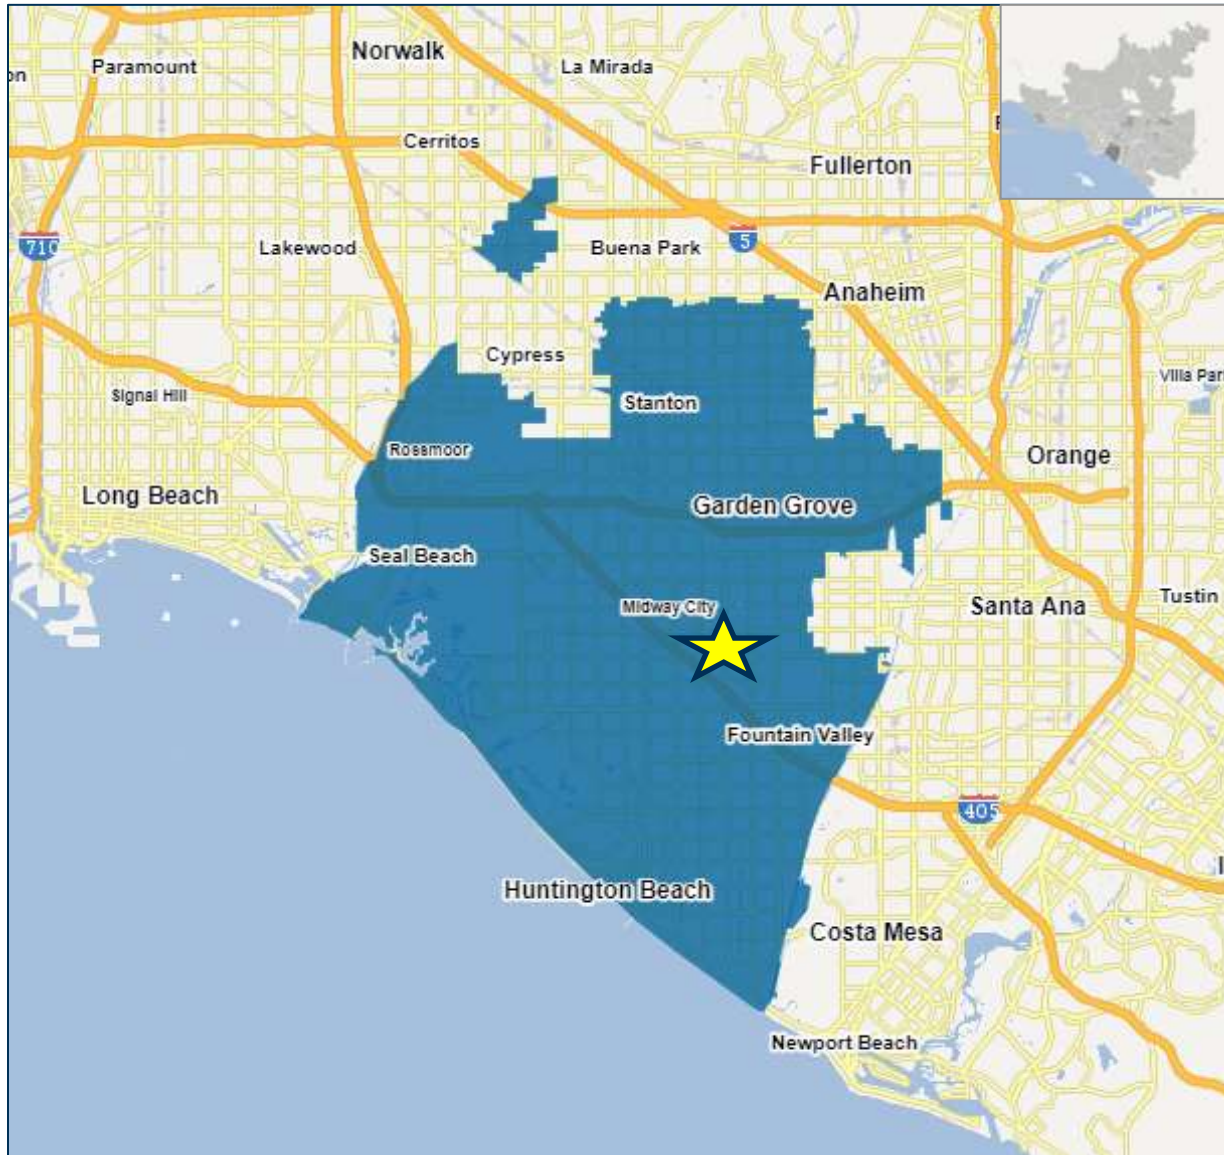 Norwalk
La Mirada
Paramount
on
Cerritos
Fullerton
710
Lakewood
Buena Park
5
Anaheim
Cypress
Signal Hill
Stanton
Villa Par
Rossmoor
Orange
Long Beach
Garden Grove
Seal Beach
Midway City
Santa Ana
Tustin
Fountain Valley
405
Huntington Beach
Costa Mesa
Newport Beach